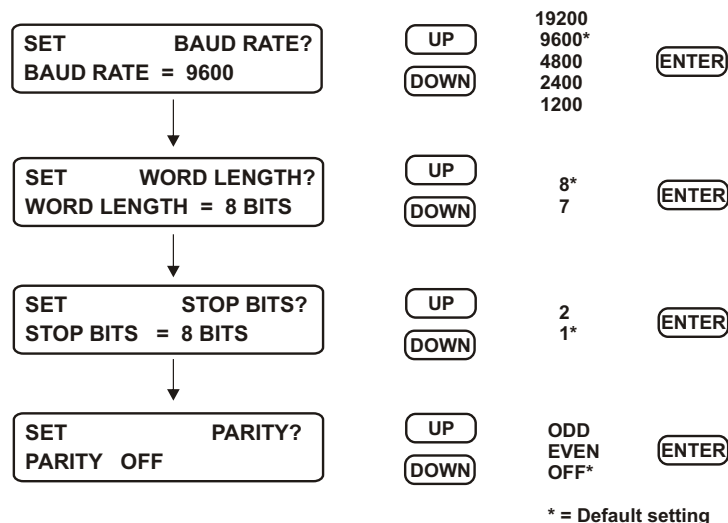 SET BAUD RATE?
BAUD RATE = 9600
UP
DOWN
19200
9600*
4800
2400
1200
ENTER
SET WORD LENGTH?
WORD LENGTH = 8 BITS
UP
DOWN
8*
7
ENTER
SET STOP BITS?
STOP BITS = 8 BITS
UP
DOWN
2
1*
ENTER
SET PARITY?
PARITY OFF
UP
DOWN
ODD
EVEN
OFF*
ENTER
* = Default setting